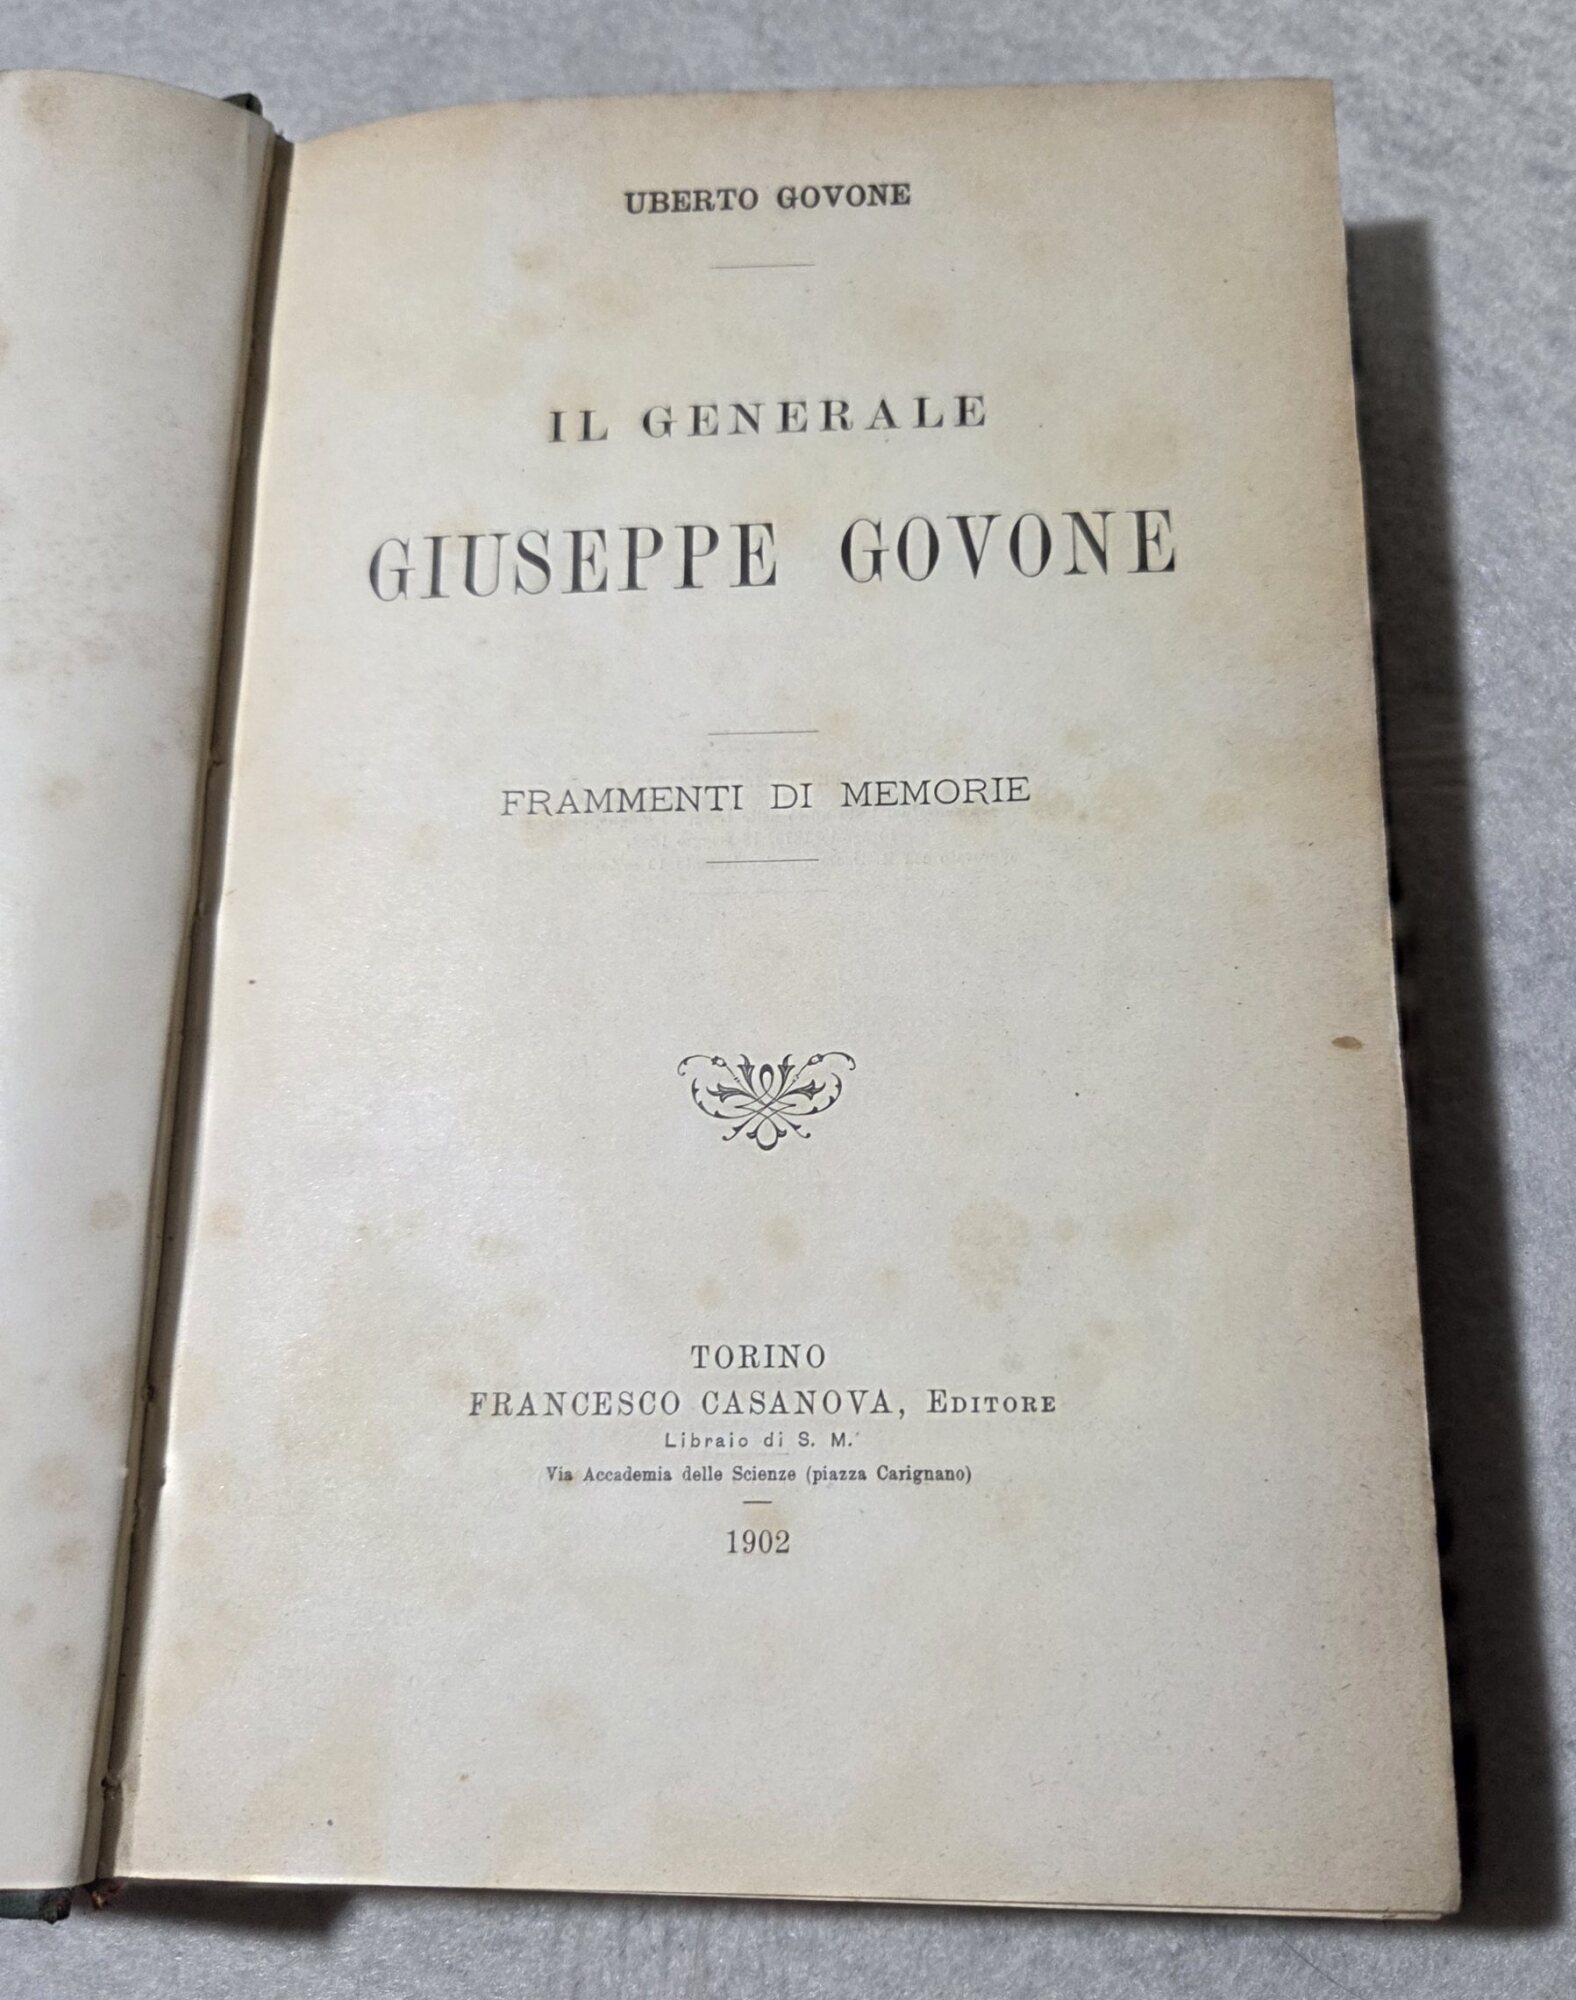 UBERTO GOVONE
IL GENERALE
GIUSEPPE GOVONE
FRAMMENTI DI MEMORIE
TORINO
FRANCESCO CASANOVA, EDITORE
Libraio di S. M.
Via Accademia delle Scienze (piazza Carignano)
1902